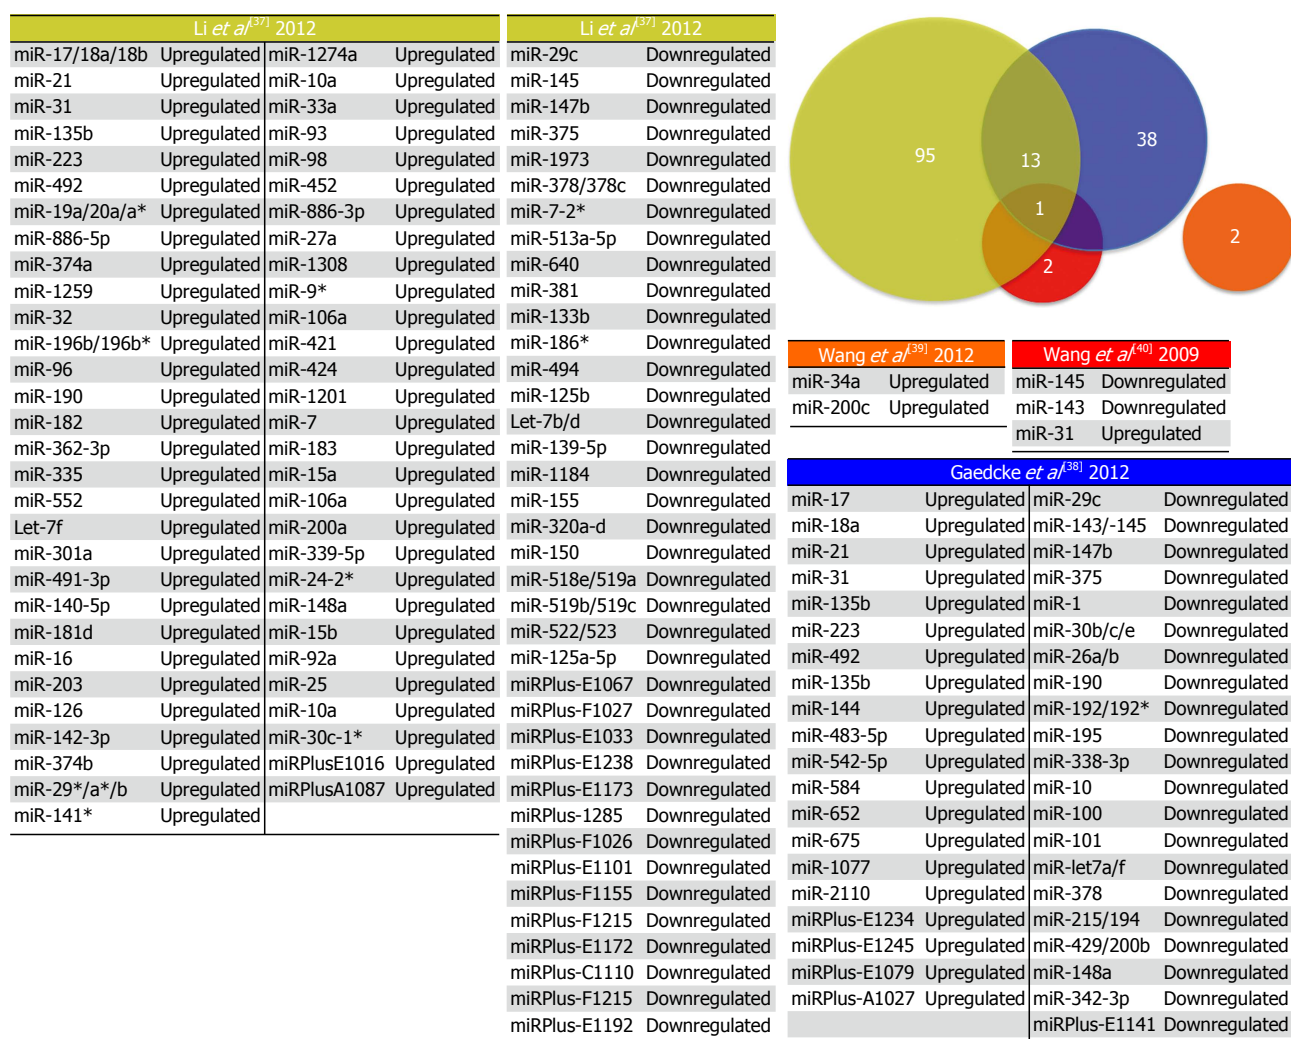 Li et al[37] 2012
miR-17/18a/18b Upregulated miR-1274a Upregulated
miR-21 Upregulated miR-10a Upregulated
miR-31 Upregulated miR-33a Upregulated
miR-135b Upregulated miR-93 Upregulated
miR-223 Upregulated miR-98 Upregulated
miR-492 Upregulated miR-452 Upregulated
miR-19a/20a/a* Upregulated miR-886-3p Upregulated
miR-886-5p Upregulated miR-27a Upregulated
miR-374a Upregulated miR-1308 Upregulated
miR-1259 Upregulated miR-9* Upregulated
miR-32 Upregulated miR-106a Upregulated
miR-196b/196b* Upregulated miR-421 Upregulated
miR-96 Upregulated miR-424 Upregulated
miR-190 Upregulated miR-1201 Upregulated
miR-182 Upregulated miR-7 Upregulated
miR-362-3p Upregulated miR-183 Upregulated
miR-335 Upregulated miR-15a Upregulated
miR-552 Upregulated miR-106a Upregulated
Let-7f Upregulated miR-200a Upregulated
miR-301a Upregulated miR-339-5p Upregulated
miR-491-3p Upregulated miR-24-2* Upregulated
miR-140-5p Upregulated miR-148a Upregulated
miR-181d Upregulated miR-15b Upregulated
miR-16 Upregulated miR-92a Upregulated
miR-203 Upregulated miR-25 Upregulated
miR-126 Upregulated miR-10a Upregulated
miR-142-3p Upregulated miR-30c-1* Upregulated
miR-374b Upregulated miRPlusE1016 Upregulated
miR-29*/a*/b Upregulated miRPlusA1087 Upregulated
miR-141* Upregulated
Li et al[37] 2012
miR-29c Downregulated
miR-145 Downregulated
miR-147b Downregulated
miR-375 Downregulated
miR-1973 Downregulated
miR-378/378c Downregulated
miR-7-2* Downregulated
miR-513a-5p Downregulated
miR-640 Downregulated
miR-381 Downregulated
miR-133b Downregulated
miR-186* Downregulated
miR-494 Downregulated
miR-125b Downregulated
Let-7b/d Downregulated
miR-139-5p Downregulated
miR-1184 Downregulated
miR-155 Downregulated
miR-320a-d Downregulated
miR-150 Downregulated
miR-518e/519a Downregulated
miR-519b/519c Downregulated
miR-522/523 Downregulated
miR-125a-5p Downregulated
miRPlus-E1067 Downregulated
miRPlus-F1027 Downregulated
miRPlus-E1033 Downregulated
miRPlus-E1238 Downregulated
miRPlus-E1173 Downregulated
miRPlus-1285 Downregulated
miRPlus-F1026 Downregulated
miRPlus-E1101 Downregulated
miRPlus-F1155 Downregulated
miRPlus-F1215 Downregulated
miRPlus-E1172 Downregulated
miRPlus-C1110 Downregulated
miRPlus-F1215 Downregulated
miRPlus-E1192 Downregulated
95
13
38
1
2
2
Wang et al[39] 2012
miR-34a Upregulated
miR-200c Upregulated
Wang et al[40] 2009
miR-145 Downregulated
miR-143 Downregulated
miR-31 Upregulated
Gaedcke et al[38] 2012
miR-17 Upregulated miR-29c Downregulated
miR-18a Upregulated miR-143/-145 Downregulated
miR-21 Upregulated miR-147b Downregulated
miR-31 Upregulated miR-375 Downregulated
miR-135b Upregulated miR-1 Downregulated
miR-223 Upregulated miR-30b/c/e Downregulated
miR-492 Upregulated miR-26a/b Downregulated
miR-135b Upregulated miR-190 Downregulated
miR-144 Upregulated miR-192/192* Downregulated
miR-483-5p Upregulated miR-195 Downregulated
miR-542-5p Upregulated miR-338-3p Downregulated
miR-584 Upregulated miR-10 Downregulated
miR-652 Upregulated miR-100 Downregulated
miR-675 Upregulated miR-101 Downregulated
miR-1077 Upregulated miR-let7a/f Downregulated
miR-2110 Upregulated miR-378 Downregulated
miRPlus-E1234 Upregulated miR-215/194 Downregulated
miRPlus-E1245 Upregulated miR-429/200b Downregulated
miRPlus-E1079 Upregulated miR-148a Downregulated
miRPlus-A1027 Upregulated miR-342-3p Downregulated
miRPlus-E1141 Downregulated